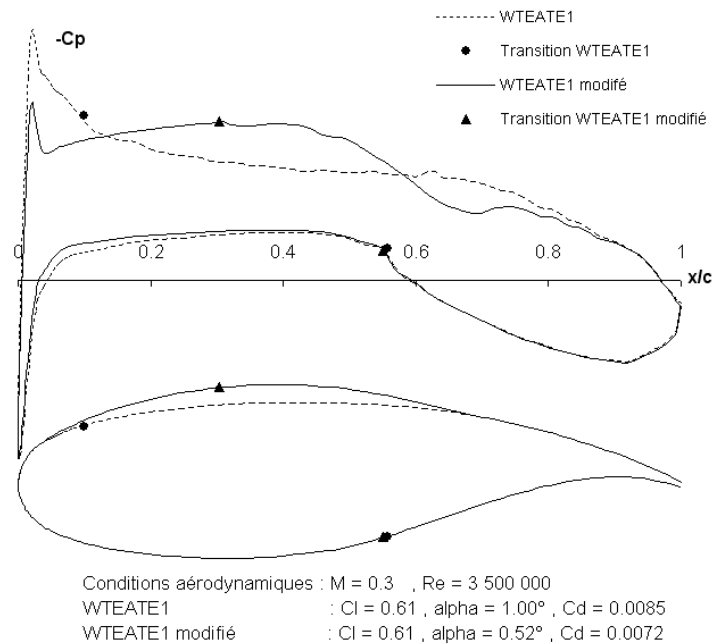 WTEATE1
-Cp
Transition WTEATE1
WTEATE1 modifé
Transition WTEATE1 modifié
0 0.2 0.4 0.6 0.8 1
x/c
Conditions aérodynamiques : M = 0.3 , Re = 3 500 000
WTEATE1 : Cl = 0.61 , alpha = 1.00° , Cd = 0.0085
WTEATE1 modifié : Cl = 0.61 , alpha = 0.52° , Cd = 0.0072